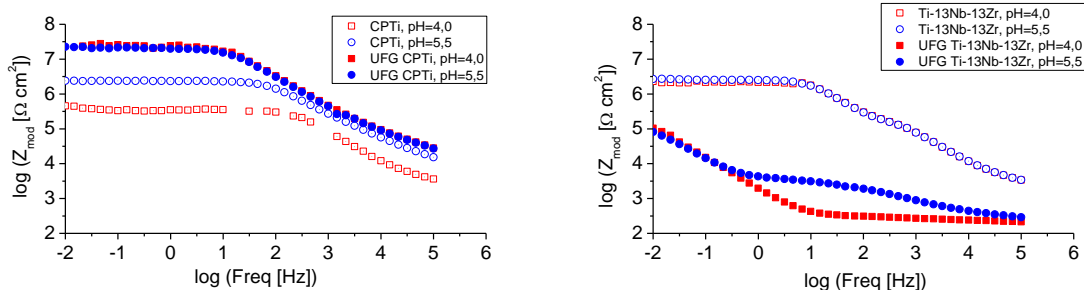 8
7
6
5
4
3
2
log (Z_mod [Ω cm²])
CPTi, pH=4,0
CPTi, pH=5,5
UFG CPTi, pH=4,0
UFG CPTi, pH=5,5
-2 -1 0 1 2 3 4 5 6
log (Freq [Hz])
8
7
6
5
4
3
2
log (Z_mod [Ω cm²])
Ti-13Nb-13Zr, pH=4,0
Ti-13Nb-13Zr, pH=5,5
UFG Ti-13Nb-13Zr, pH=4,0
UFG Ti-13Nb-13Zr, pH=5,5
-2 -1 0 1 2 3 4 5 6
log (Freq [Hz])